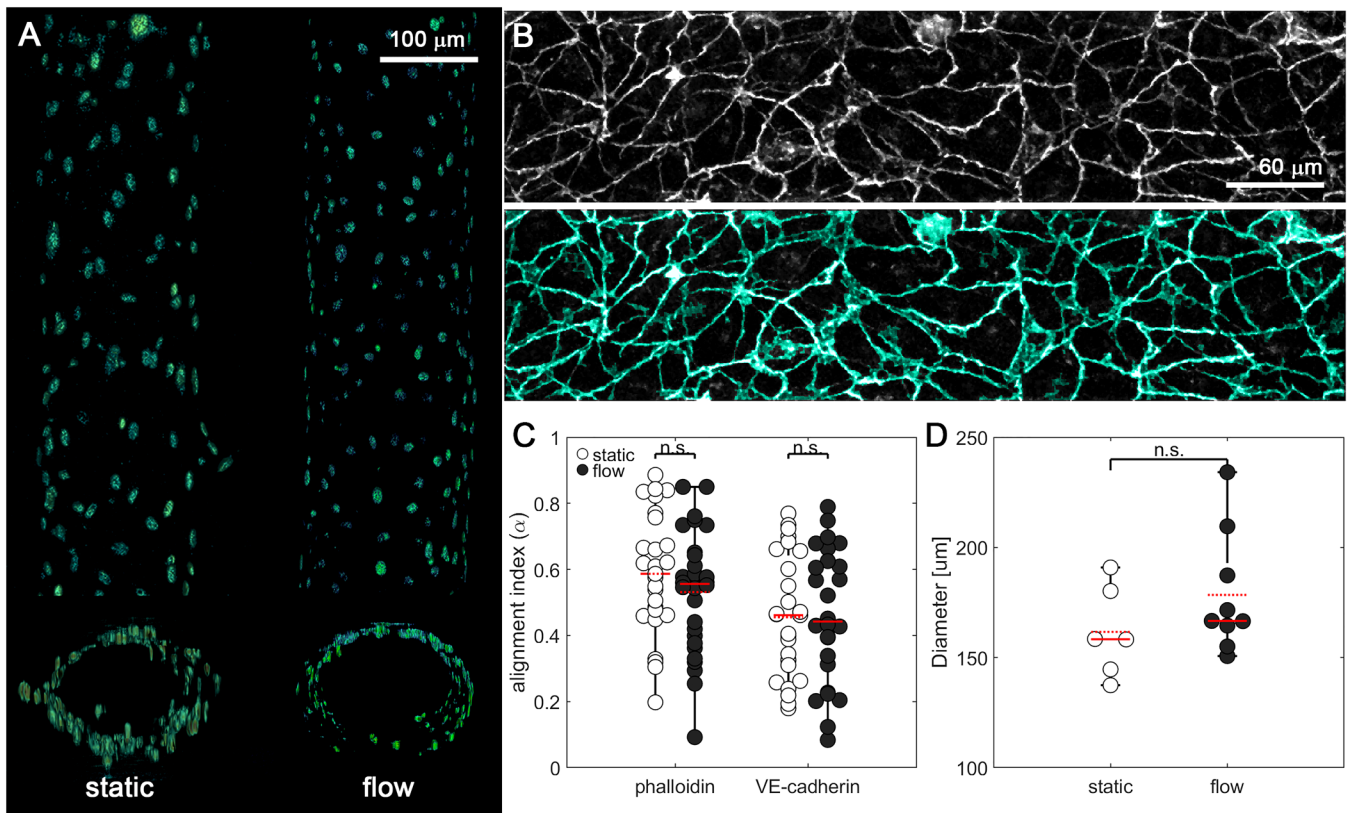 A
100 µm
static
flow
B
60 µm
C
1
0.8
0.6
0.4
0.2
0
alignment index (α)
static
flow
n.s.
n.s.
phalloidin
VE-cadherin
D
250
200
150
100
Diameter [um]
n.s.
static
flow